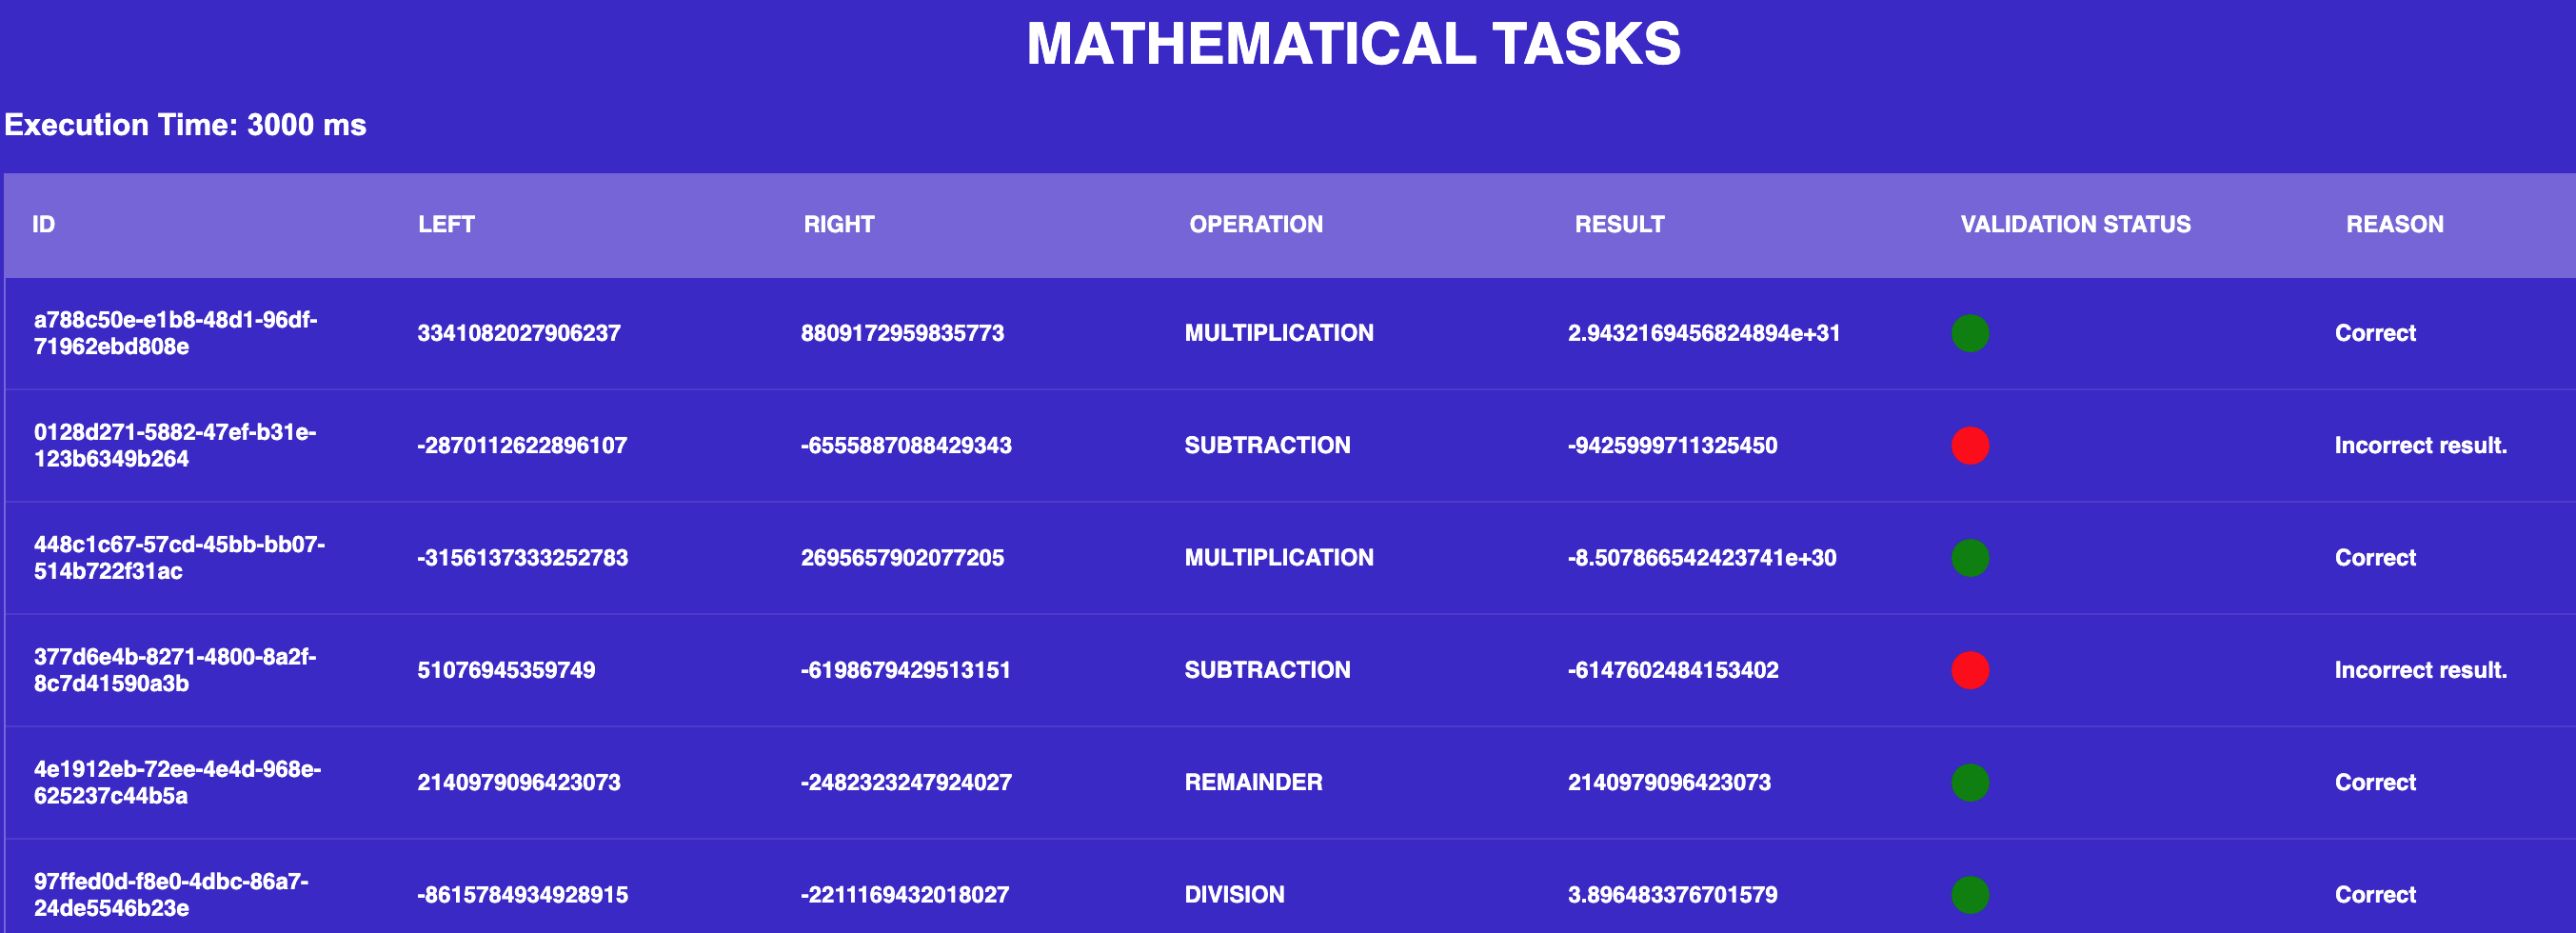 MATHEMATICAL TASKS
Execution Time: 3000 ms
ID LEFT RIGHT OPERATION RESULT VALIDATION STATUS REASON
a788c50e-e1b8-48d1-96df-
71962ebd808e
3341082027906237 8809172959835773 MULTIPLICATION 2.9432169456824894e+31 Correct
0128d271-5882-47ef-b31e-
123b6349b264
-2870112622896107 -6555887088429343 SUBTRACTION -9425999711325450 Incorrect result.
448c1c67-57cd-45bb-bb07-
514b722f31ac
-3156137333252783 2695657902077205 MULTIPLICATION -8.507866542423741e+30 Correct
377d6e4b-8271-4800-8a2f-
8c7d41590a3b
51076945359749 -6198679429513151 SUBTRACTION -6147602484153402 Incorrect result.
4e1912eb-72ee-4e4d-968e-
625237c44b5a
2140979096423073 -2482323247924027 REMAINDER 2140979096423073 Correct
97ffed0d-f8e0-4dbc-86a7-
24de5546b23e
-8615784934928915 -2211169432018027 DIVISION 3.896483376701579 Correct